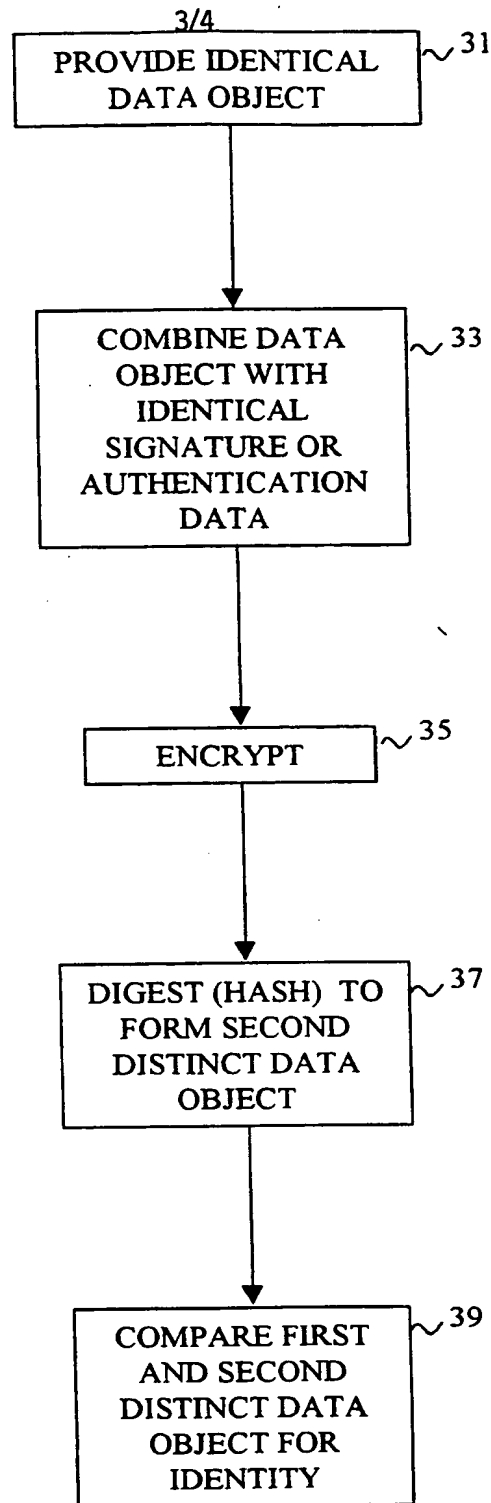 3/4
PROVIDE IDENTICAL
DATA OBJECT
31
COMBINE DATA
OBJECT WITH
IDENTICAL
SIGNATURE OR
AUTHENTICATION
DATA
33
ENCRYPT
35
DIGEST (HASH) TO
FORM SECOND
DISTINCT DATA
OBJECT
37
COMPARE FIRST
AND SECOND
DISTINCT DATA
OBJECT FOR
IDENTITY
39